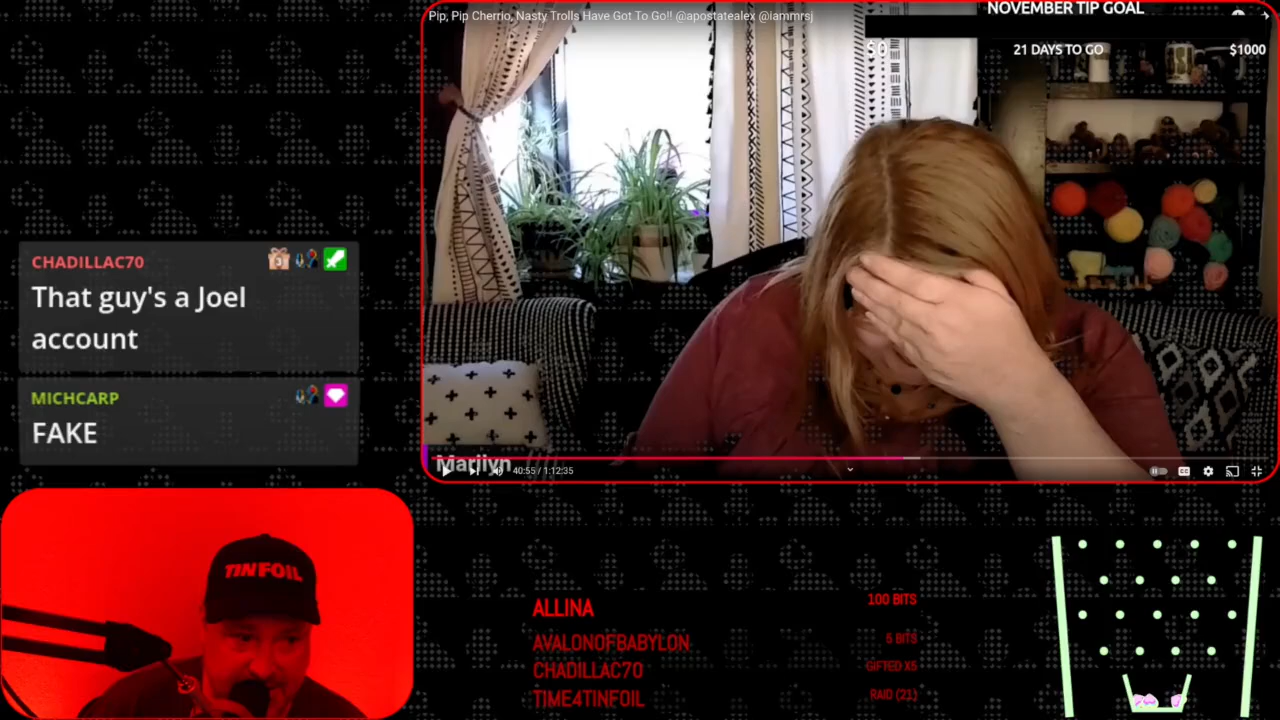 Pip, Pip Cherrio, Nasty Trolls Have Got To Go!! @apostatealex @iammrsj
NOVEMBER TIP GOAL
$0
21 DAYS TO GO
$1000
CHADILLAC70
That guy's a Joel
account
MICHCARP
FAKE
Marilyn
40:55 / 1:12:35
CC
TINFOIL
ALLINA
100 BITS
AVALONOFBABYLON
5 BITS
CHADILLAC70
GIFTED X5
TIME4TINFOIL
RAID (21)